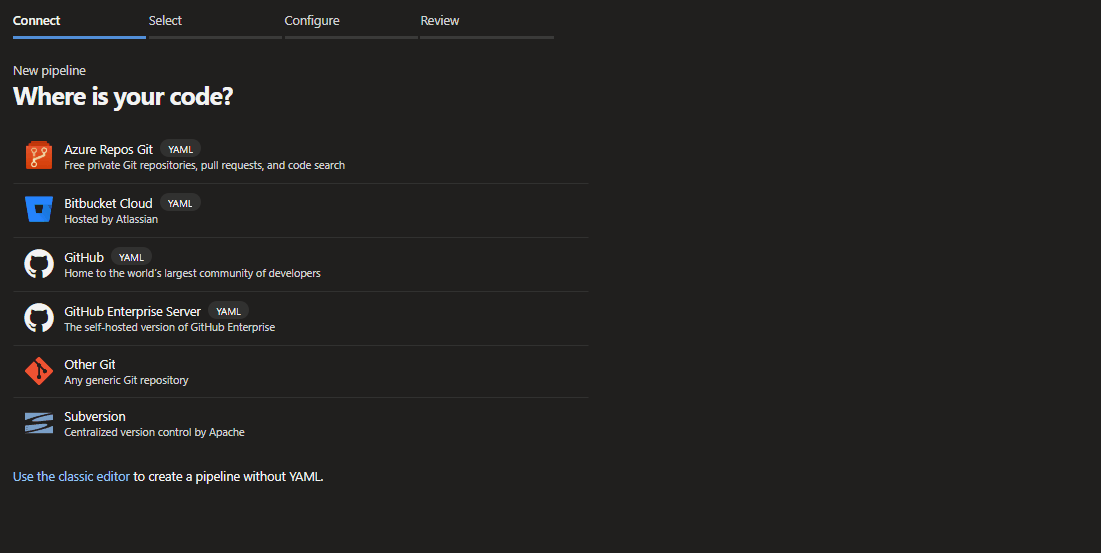 Connect Select Configure Review
New pipeline
Where is your code?
Azure Repos Git YAML
Free private Git repositories, pull requests, and code search
Bitbucket Cloud YAML
Hosted by Atlassian
GitHub YAML
Home to the world's largest community of developers
GitHub Enterprise Server YAML
The self-hosted version of GitHub Enterprise
Other Git
Any generic Git repository
Subversion
Centralized version control by Apache
Use the classic editor to create a pipeline without YAML.